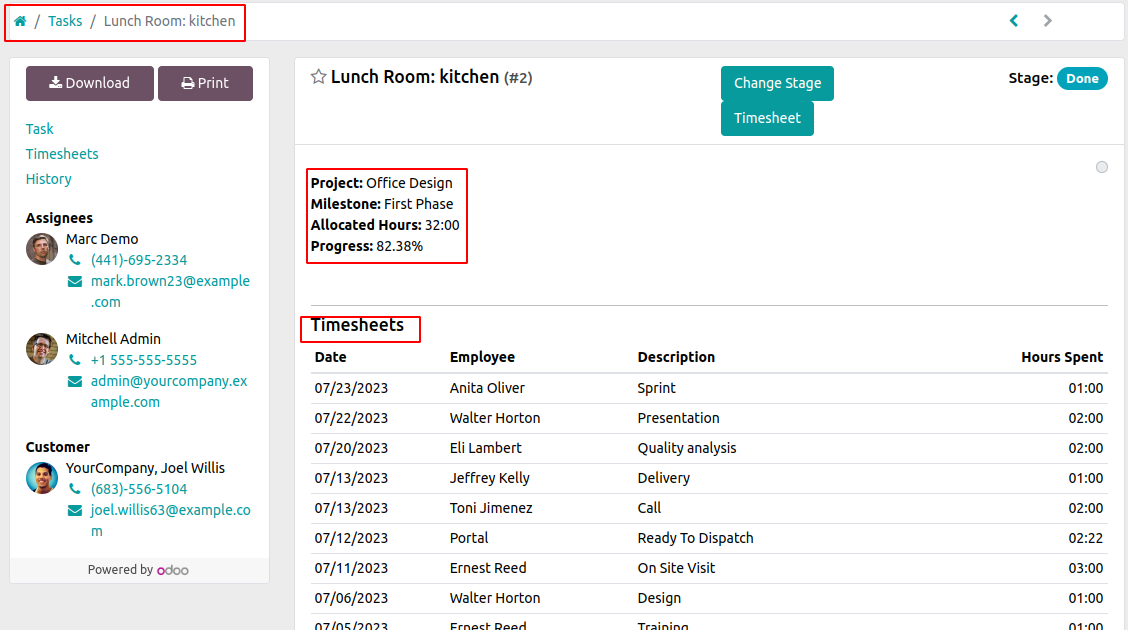 / Tasks / Lunch Room: kitchen
Download
Print
Task
Timesheets
History
Assignees
Marc Demo
(441)-695-2334
mark.brown23@example
.com
Mitchell Admin
+1 555-555-5555
admin@yourcompany.ex
ample.com
Customer
YourCompany, Joel Willis
(683)-556-5104
joel.willis63@example.co
m
Powered by odoo
Lunch Room: kitchen (#2)
Change Stage
Timesheet
Stage: Done
Project: Office Design
Milestone: First Phase
Allocated Hours: 32:00
Progress: 82.38%
Timesheets
Date Employee Description Hours Spent
07/23/2023 Anita Oliver Sprint 01:00
07/22/2023 Walter Horton Presentation 02:00
07/20/2023 Eli Lambert Quality analysis 02:00
07/13/2023 Jeffrey Kelly Delivery 01:00
07/13/2023 Toni Jimenez Call 02:00
07/12/2023 Portal Ready To Dispatch 02:22
07/11/2023 Ernest Reed On Site Visit 03:00
07/06/2023 Walter Horton Design 01:00
07/05/2023 Ernest Reed Training 01:00